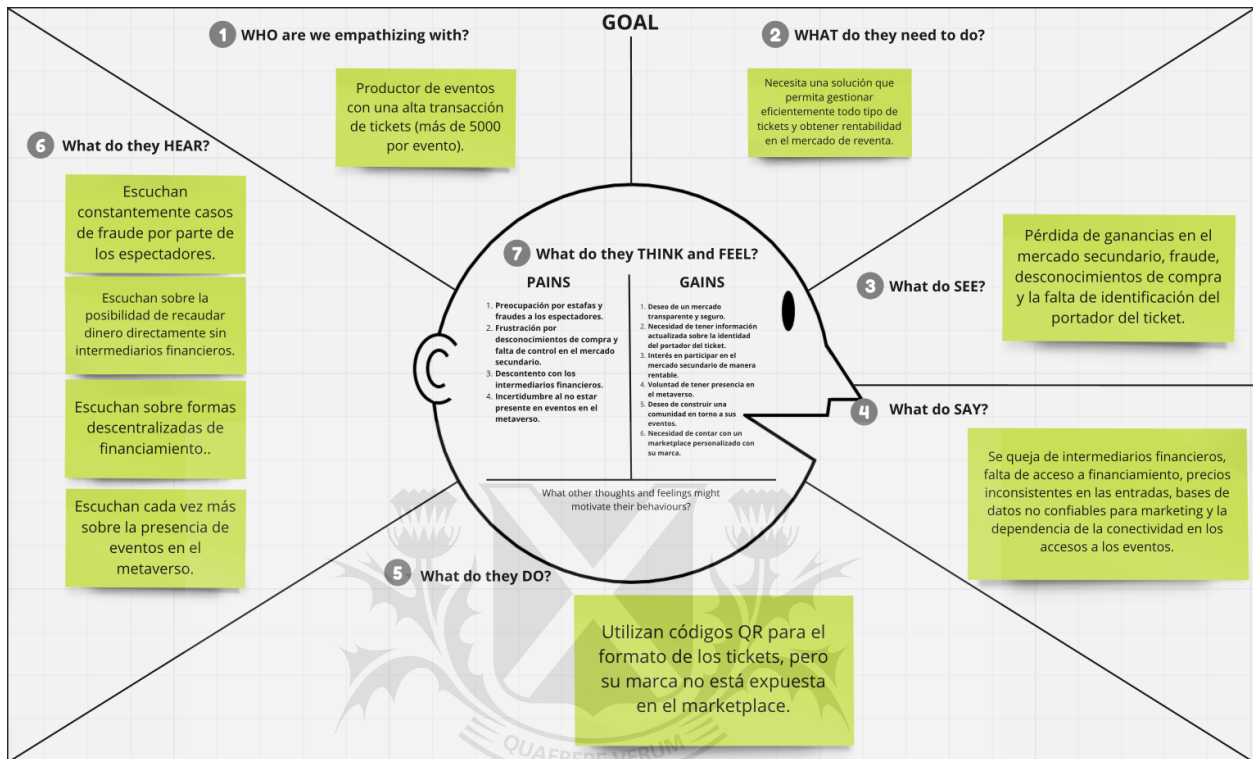 GOAL
1 WHO are we empathizing with?
Productor de eventos
con una alta transacción
de tickets (más de 5000
por evento).
2 WHAT do they need to do?
Necesita una solución que
permita gestionar
eficientemente todo tipo de
tickets y obtener rentabilidad
en el mercado de reventa.
3 What do SEE?
Pérdida de ganancias en el
mercado secundario, fraude,
desconocimientos de compra
y la falta de identificación del
portador del ticket.
4 What do SAY?
Se queja de intermediarios financieros,
falta de acceso a financiamiento, precios
inconsistentes en las entradas, bases de
datos no confiables para marketing y la
dependencia de la conectividad en los
accesos a los eventos.
5 What do they DO?
Utilizan códigos QR para el
formato de los tickets, pero
su marca no está expuesta
en el marketplace.
6 What do they HEAR?
Escuchan
constantemente casos
de fraude por parte de
los espectadores.
Escuchan sobre la
posibilidad de recaudar
dinero directamente sin
intermediarios financieros.
Escuchan sobre formas
descentralizadas de
financiamiento..
Escuchan cada vez más
sobre la presencia de
eventos en el
metaverso.
7 What do they THINK and FEEL?
PAINS
1. Preocupación por estafas y
fraudes a los espectadores.
2. Frustración por
desconocimientos de compra y
falta de control en el mercado
secundario.
3. Descontento con los
intermediarios financieros.
4. Incertidumbre al no estar
presente en eventos en el
metaverso.
GAINS
1. Deseo de un mercado
transparente y seguro.
2. Necesidad de tener información
actualizada sobre la identidad
del portador del ticket.
3. Interés en participar en el
mercado secundario de manera
rentable.
4. Voluntad de tener presencia en
el metaverso.
5. Deseo de construir una
comunidad en torno a sus
eventos.
6. Necesidad de contar con un
marketplace personalizado con
su marca.
What other thoughts and feelings might
motivate their behaviours?
QUAERERE VERUM